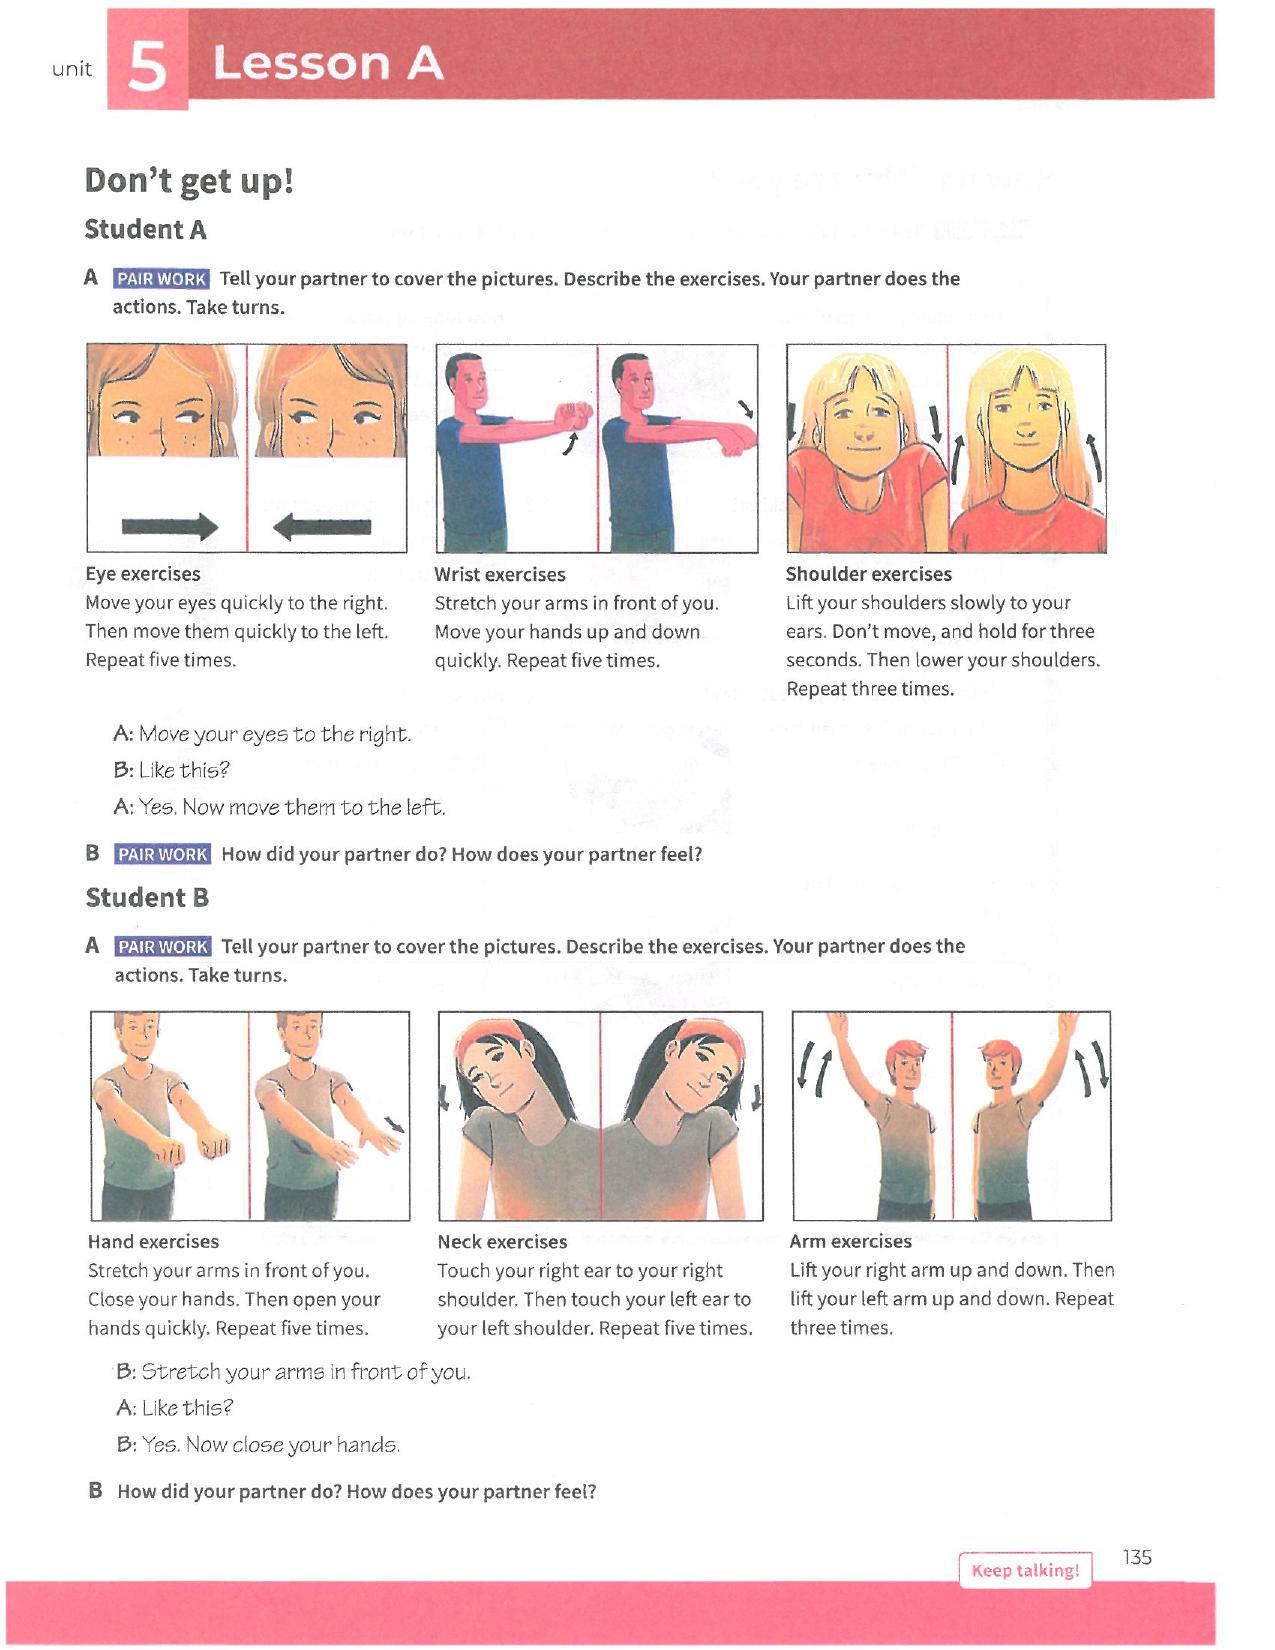 unit 5 Lesson A
Don't get up!
Student A
A PAIR WORK Tell your partner to cover the pictures. Describe the exercises. Your partner does the
actions. Take turns.
Eye exercises
Move your eyes quickly to the right.
Then move them quickly to the left.
Repeat five times.
Wrist exercises
Stretch your arms in front of you.
Move your hands up and down
quickly. Repeat five times.
Shoulder exercises
Lift your shoulders slowly to your
ears. Don't move, and hold for three
seconds. Then lower your shoulders.
Repeat three times.
A: Move your eyes to the right.
B: Like this?
A: Yes. Now move them to the left.
B PAIR WORK How did your partner do? How does your partner feel?
Student B
A PAIR WORK Tell your partner to cover the pictures. Describe the exercises. Your partner does the
actions. Take turns.
Hand exercises
Stretch your arms in front of you.
Close your hands. Then open your
hands quickly. Repeat five times.
Neck exercises
Touch your right ear to your right
shoulder. Then touch your left ear to
your left shoulder. Repeat five times.
Arm exercises
Lift your right arm up and down. Then
lift your left arm up and down. Repeat
three times.
B: Stretch your arms in front of you.
A: Like this?
B: Yes. Now close your hands.
B How did your partner do? How does your partner feel?
Keep talking!
135